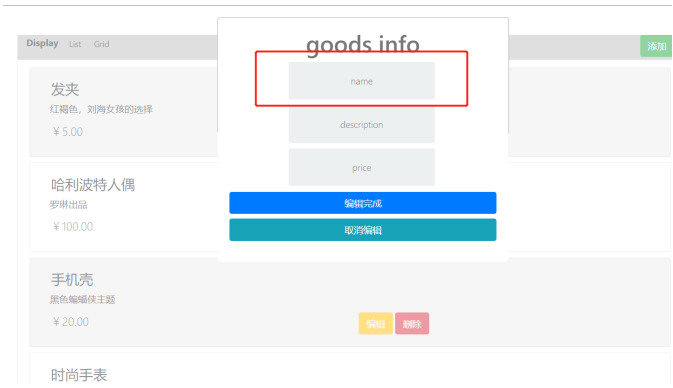 goods info
Display List Grid
添加
name
发夹
红褐色，刘海女孩的选择
￥5.00
description
price
哈利波特人偶
罗琳出品
￥100.00
编辑完成
取消编辑
手机壳
黑色蝙蝠侠主题
￥20.00
编辑 删除
时尚手表